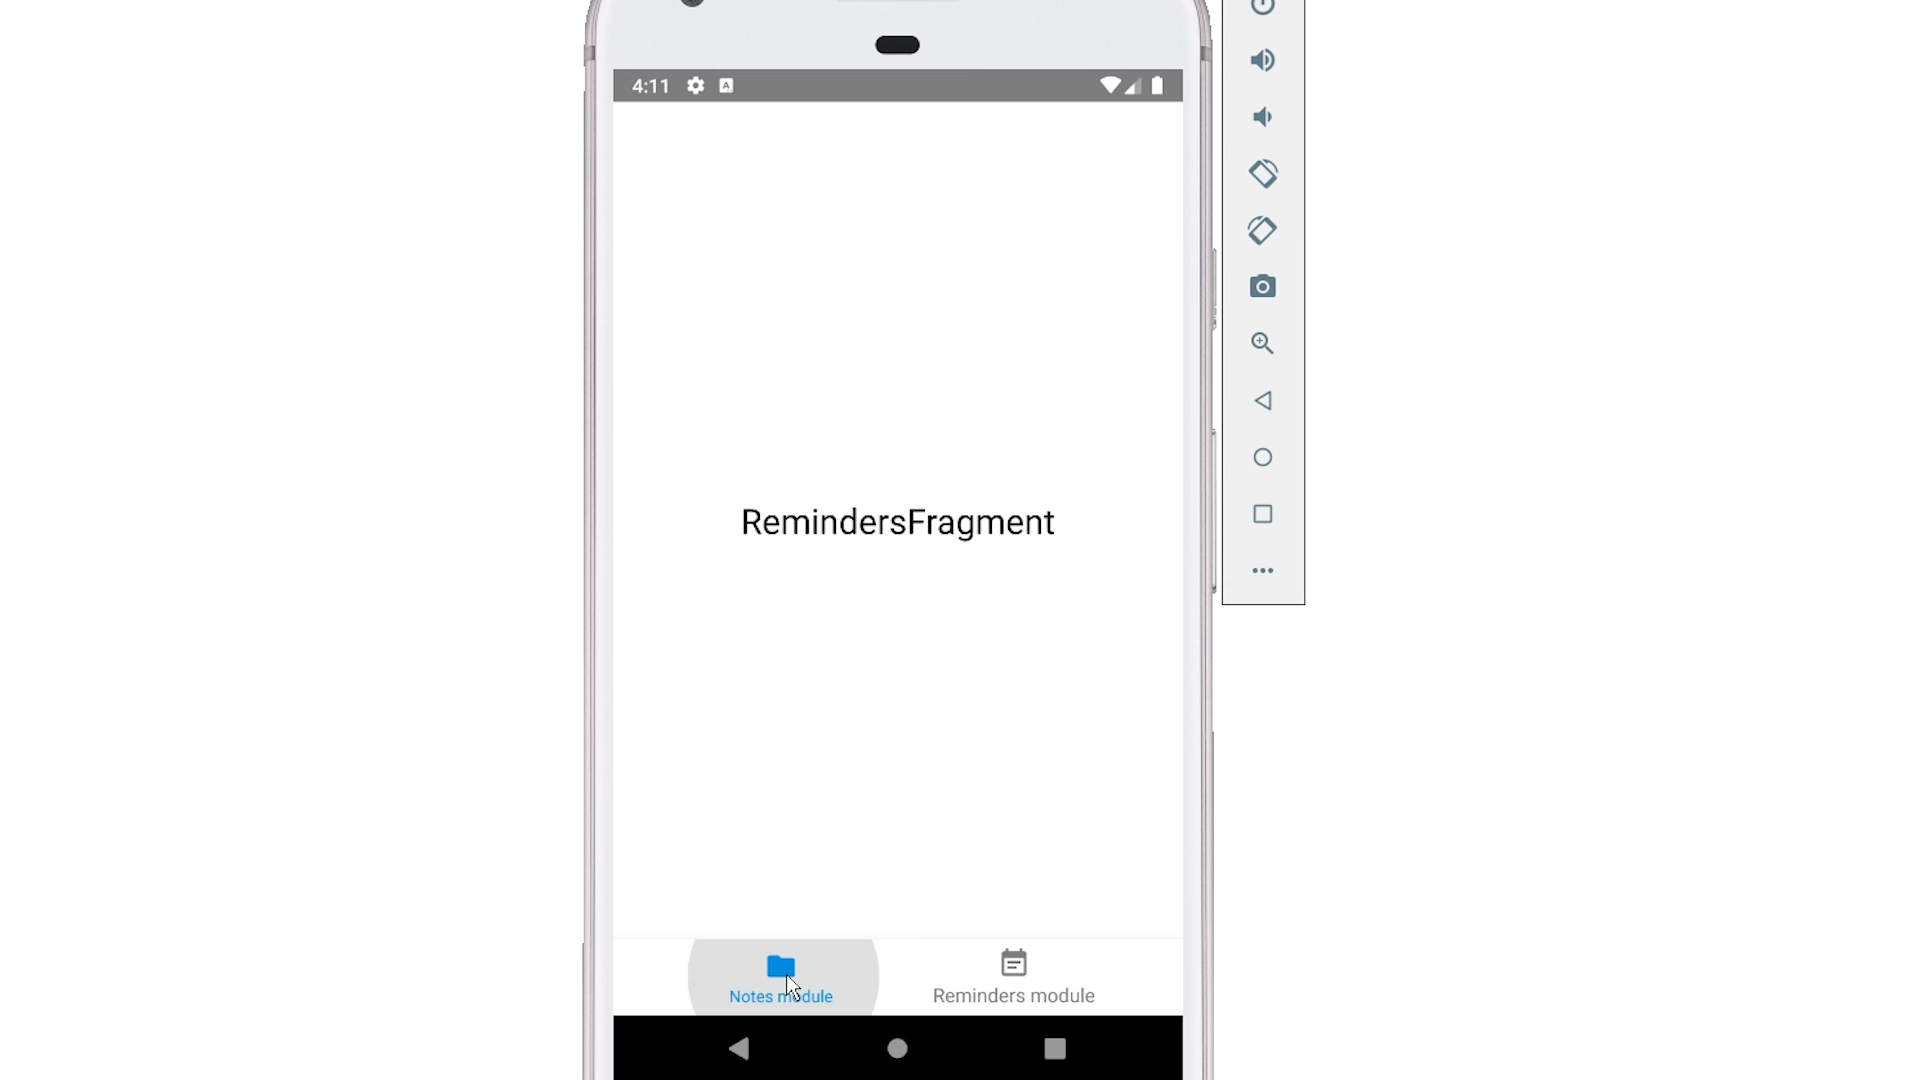 4:11
A
RemindersFragment
Notes module
Reminders module